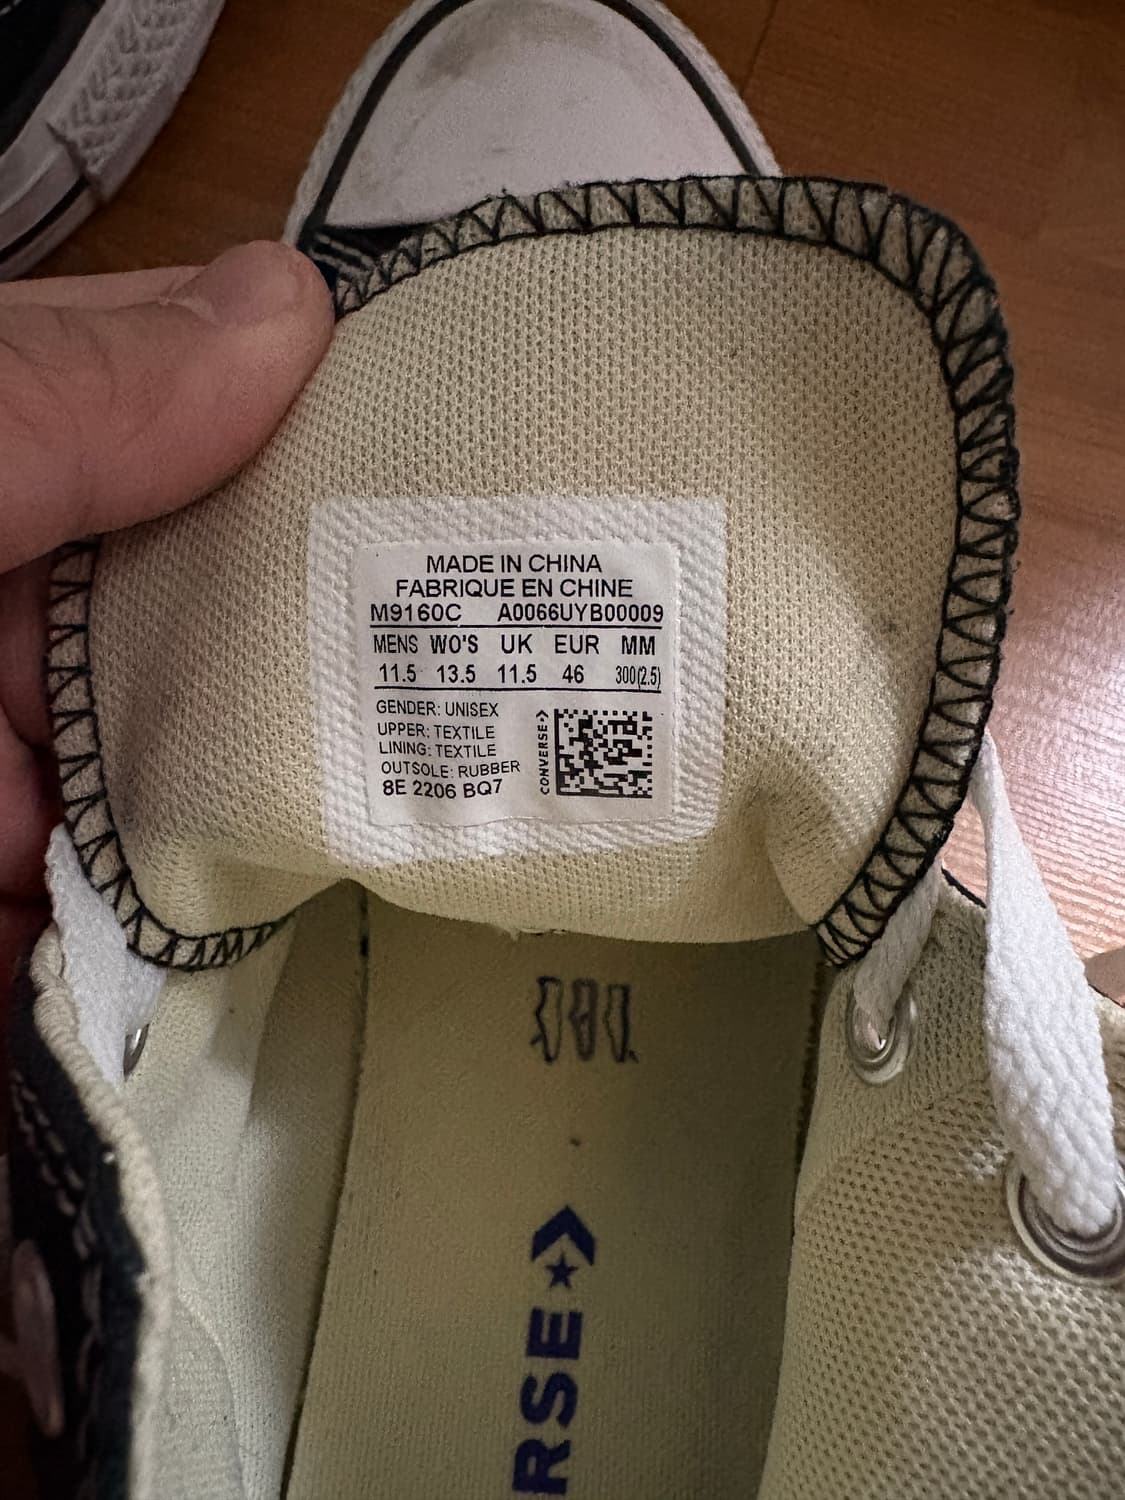 MADE IN CHINA
FABRIQUE EN CHINE
M9160C A0066UYB00009
MENS WO'S UK EUR MM
11.5 13.5 11.5 46 300(2.5)
GENDER: UNISEX
UPPER: TEXTILE
LINING: TEXTILE
OUTSOLE: RUBBER
8E 2206 BQ7
CONVERSE
RSE